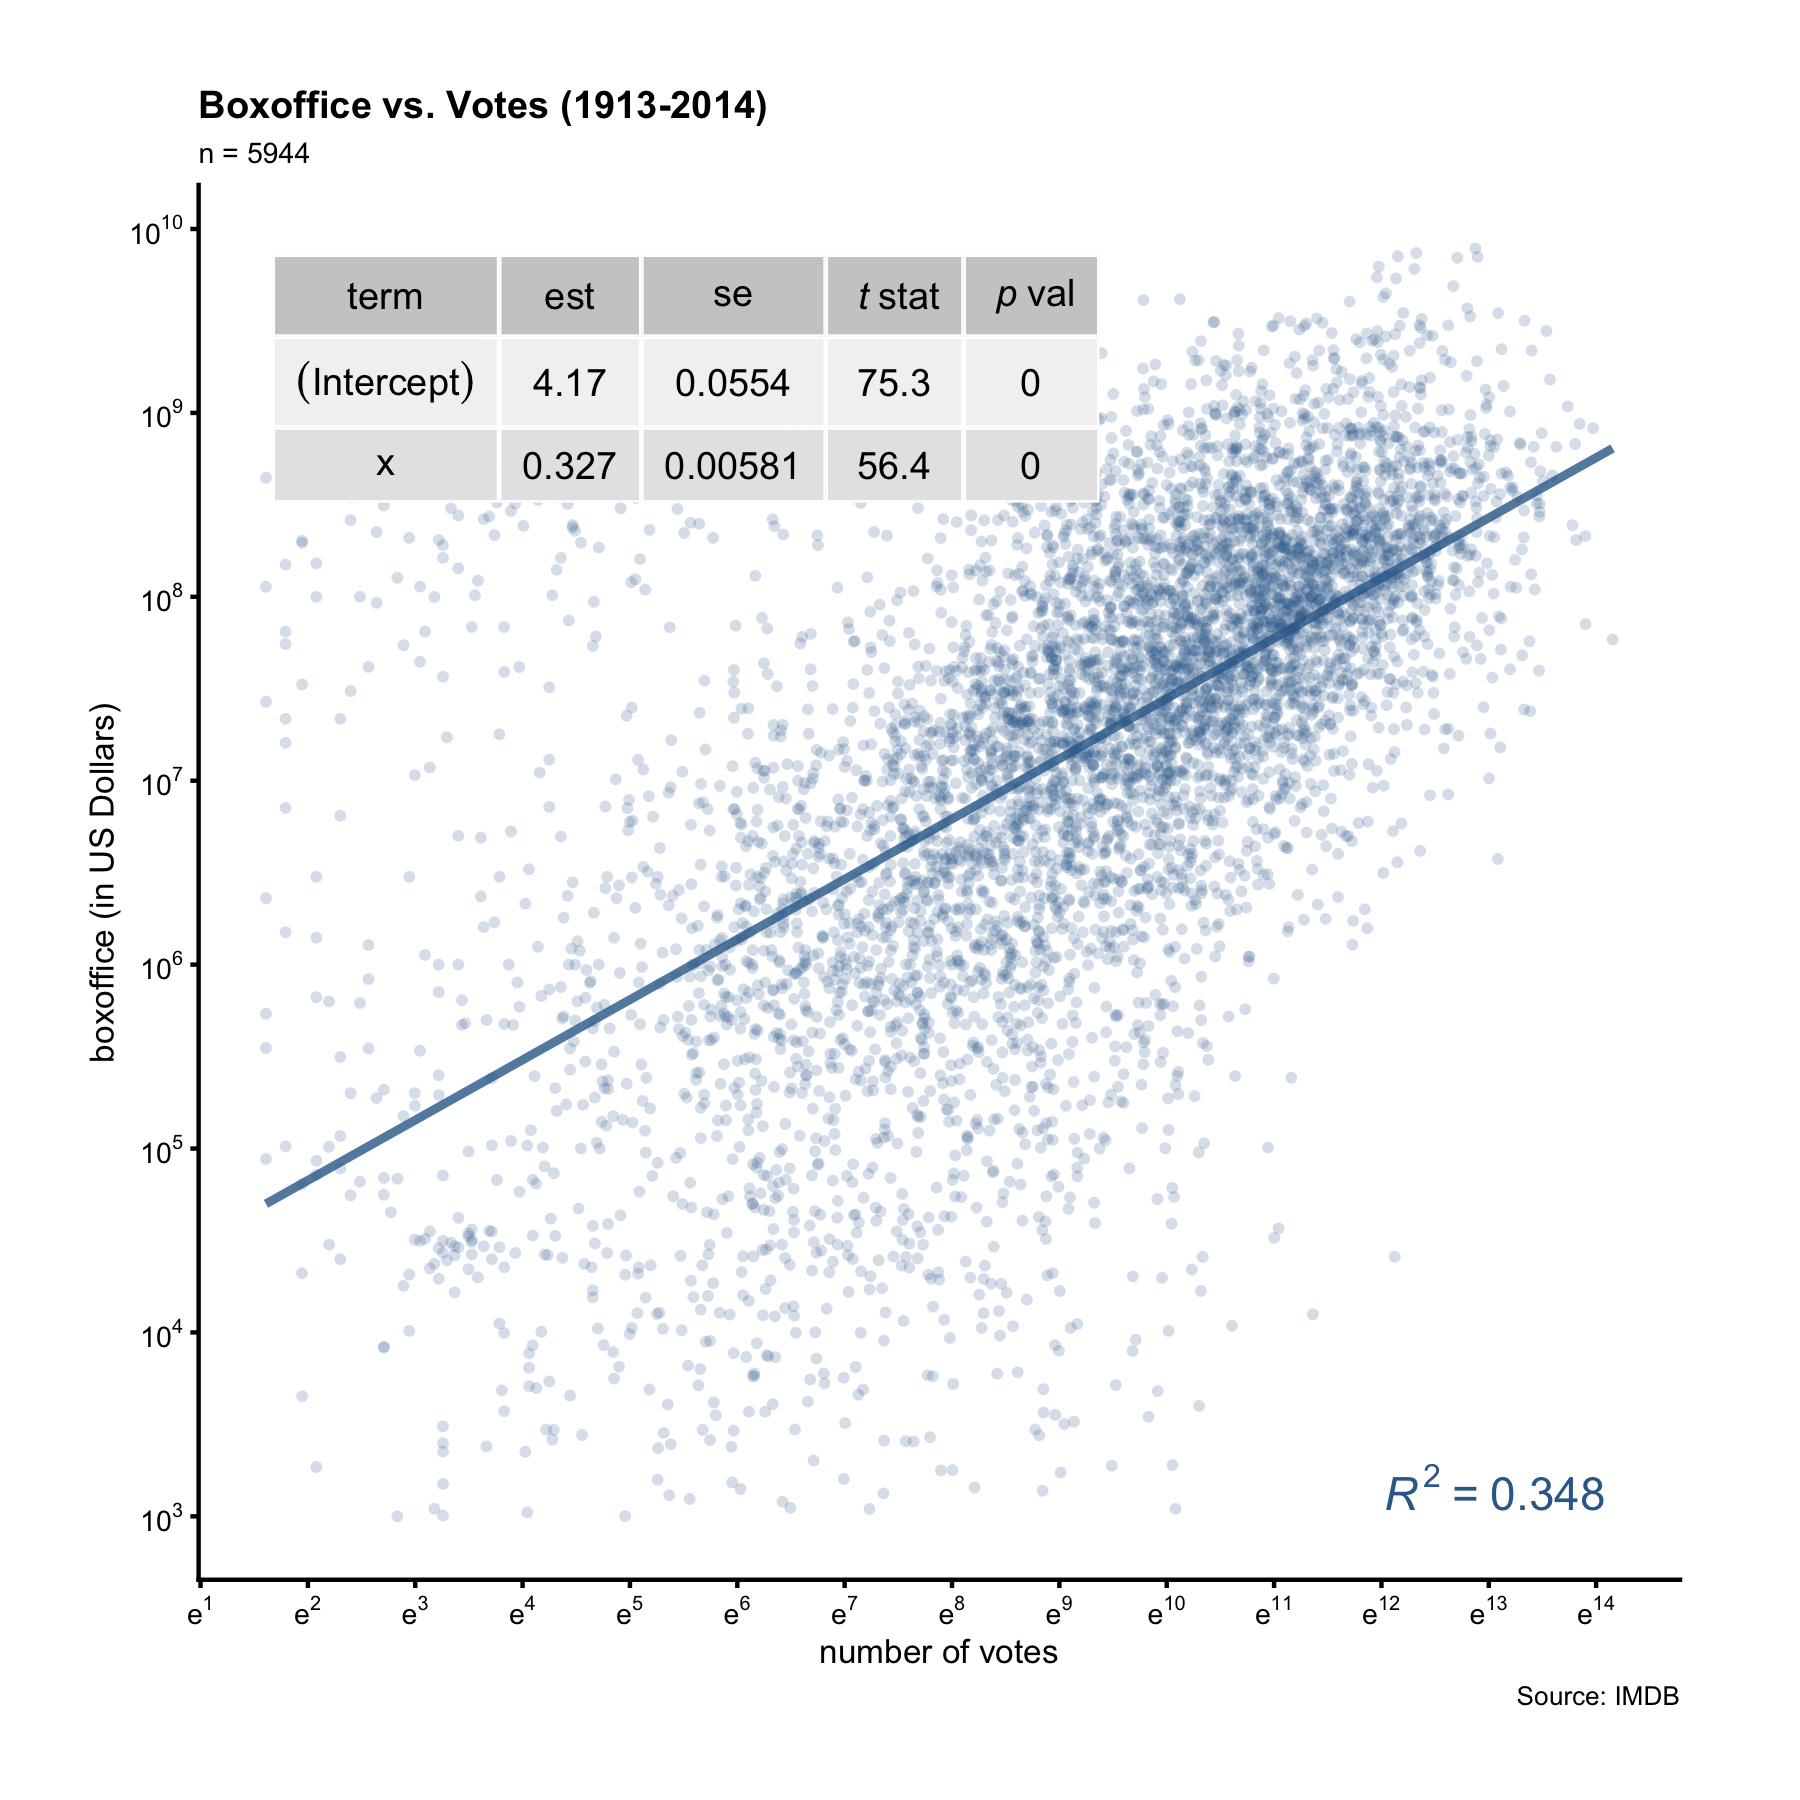 Boxoffice vs. Votes (1913-2014)
n = 5944
10^10
10^9
10^8
10^7
10^6
10^5
10^4
10^3
boxoffice (in US Dollars)
term est se t stat p val
(Intercept) 4.17 0.0554 75.3 0
x 0.327 0.00581 56.4 0
R^2 = 0.348
e^1 e^2 e^3 e^4 e^5 e^6 e^7 e^8 e^9 e^10 e^11 e^12 e^13 e^14
number of votes
Source: IMDB